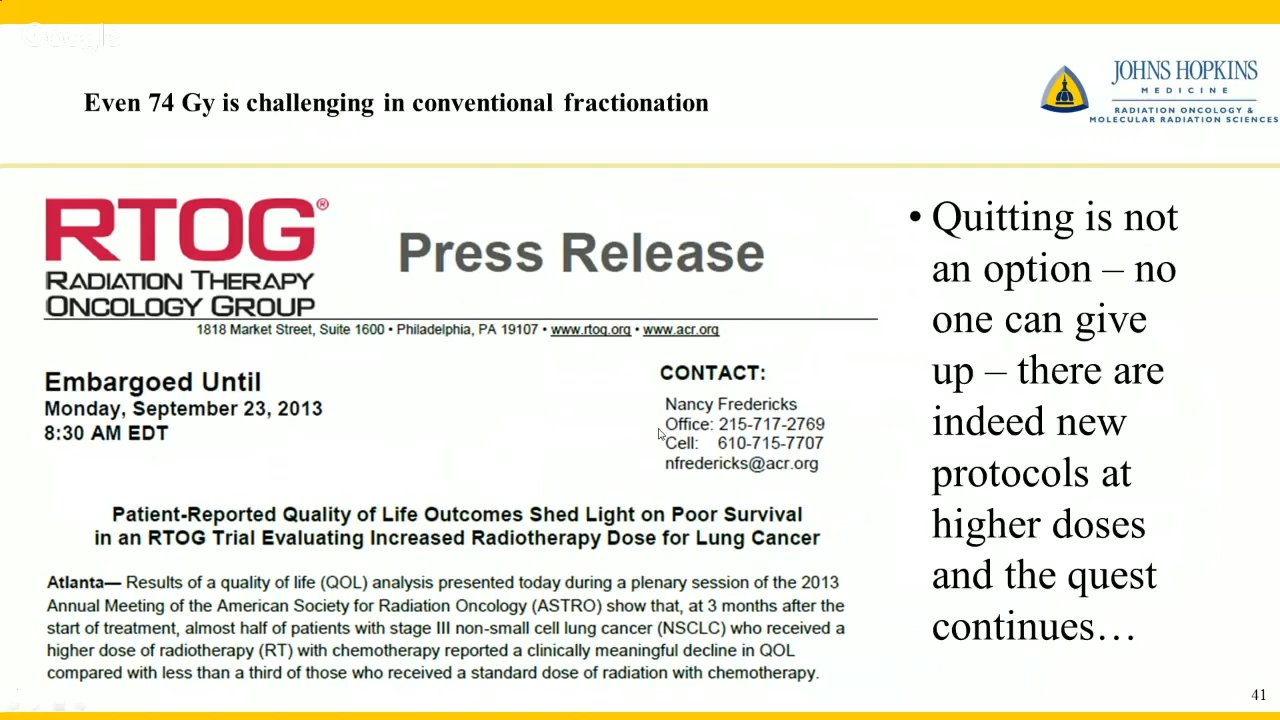 Google
Even 74 Gy is challenging in conventional fractionation
JOHNS HOPKINS
MEDICINE
RADIATION ONCOLOGY &
MOLECULAR RADIATION SCIENCES
RTOG®
RADIATION THERAPY
ONCOLOGY GROUP
Press Release
1818 Market Street, Suite 1600 • Philadelphia, PA 19107 • www.rtog.org • www.acr.org
Embargoed Until
Monday, September 23, 2013
8:30 AM EDT
CONTACT:
Nancy Fredericks
Office: 215-717-2769
Cell: 610-715-7707
nfredericks@acr.org
Patient-Reported Quality of Life Outcomes Shed Light on Poor Survival
in an RTOG Trial Evaluating Increased Radiotherapy Dose for Lung Cancer
Atlanta— Results of a quality of life (QOL) analysis presented today during a plenary session of the 2013
Annual Meeting of the American Society for Radiation Oncology (ASTRO) show that, at 3 months after the
start of treatment, almost half of patients with stage III non-small cell lung cancer (NSCLC) who received a
higher dose of radiotherapy (RT) with chemotherapy reported a clinically meaningful decline in QOL
compared with less than a third of those who received a standard dose of radiation with chemotherapy.
• Quitting is not
an option – no
one can give
up – there are
indeed new
protocols at
higher doses
and the quest
continues…
41